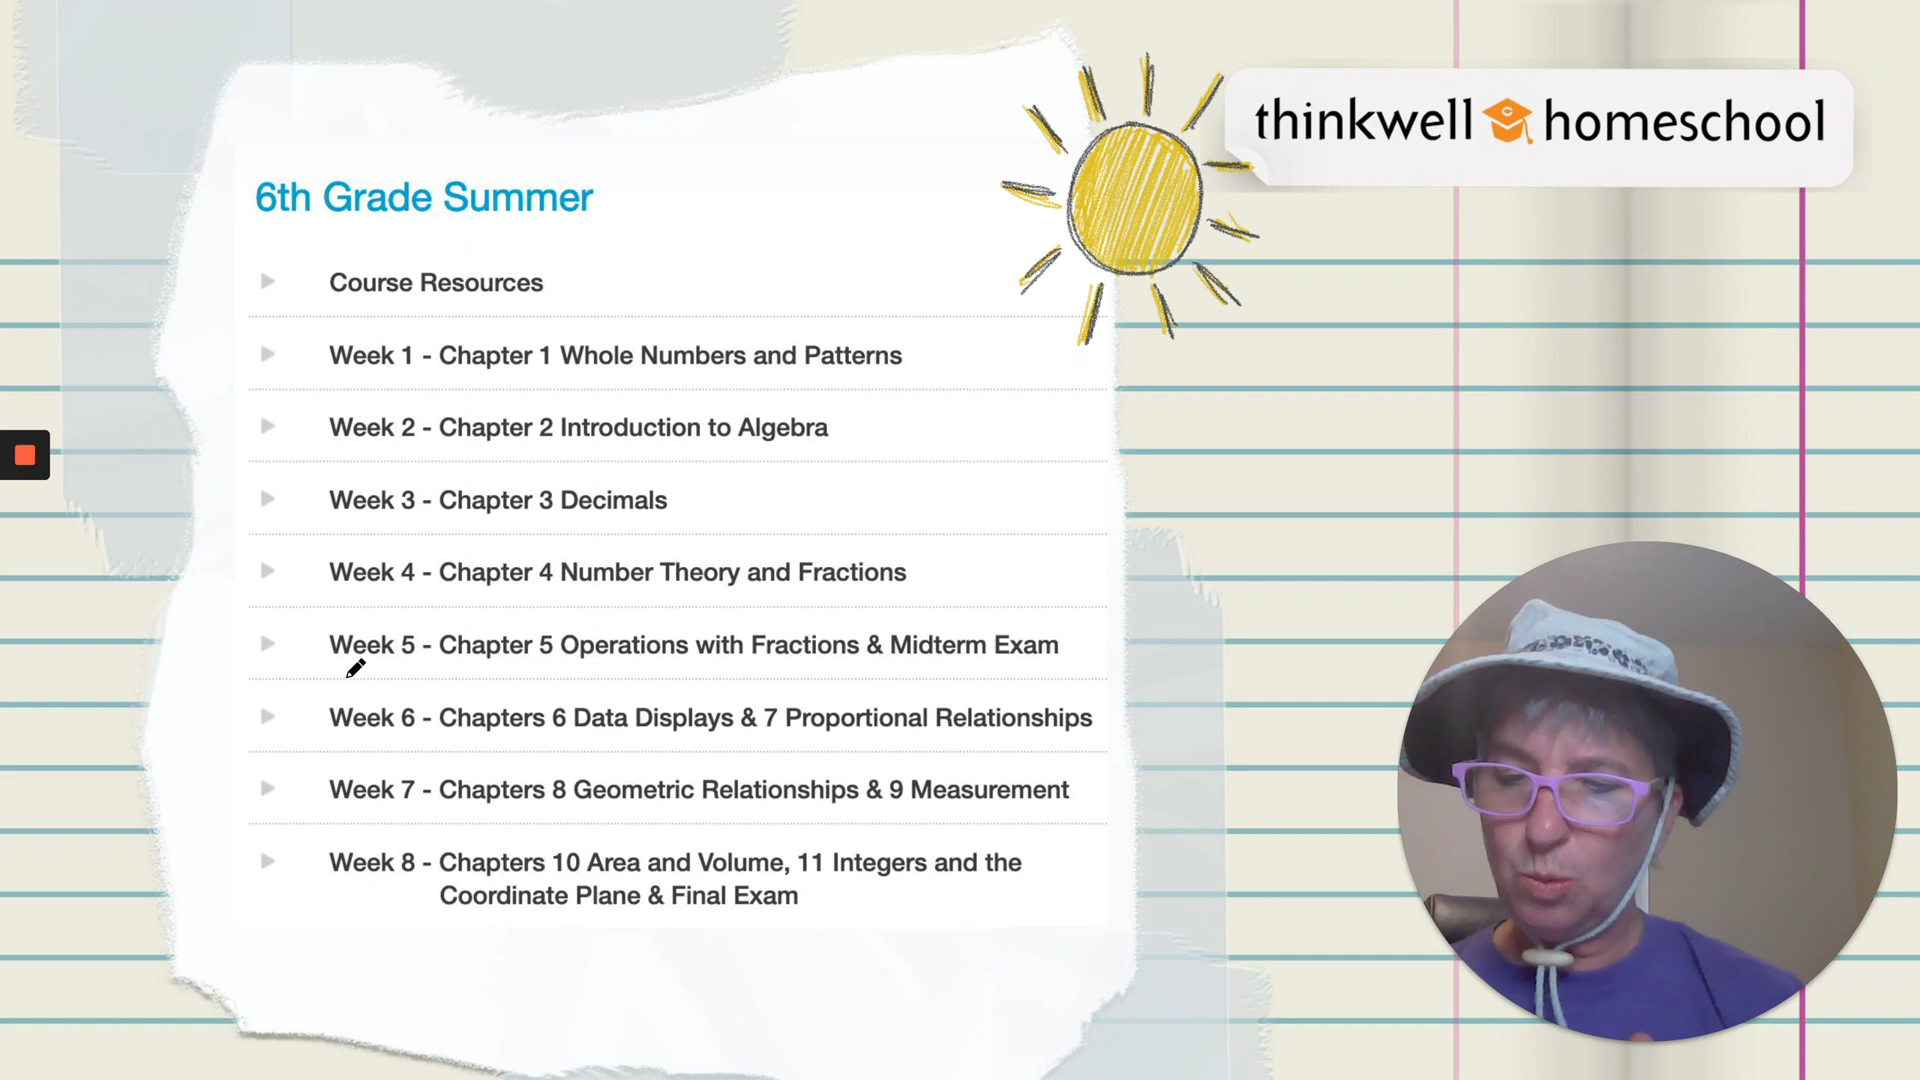 thinkwell homeschool
6th Grade Summer
Course Resources
Week 1 - Chapter 1 Whole Numbers and Patterns
Week 2 - Chapter 2 Introduction to Algebra
Week 3 - Chapter 3 Decimals
Week 4 - Chapter 4 Number Theory and Fractions
Week 5 - Chapter 5 Operations with Fractions & Midterm Exam
Week 6 - Chapters 6 Data Displays & 7 Proportional Relationships
Week 7 - Chapters 8 Geometric Relationships & 9 Measurement
Week 8 - Chapters 10 Area and Volume, 11 Integers and the
Coordinate Plane & Final Exam